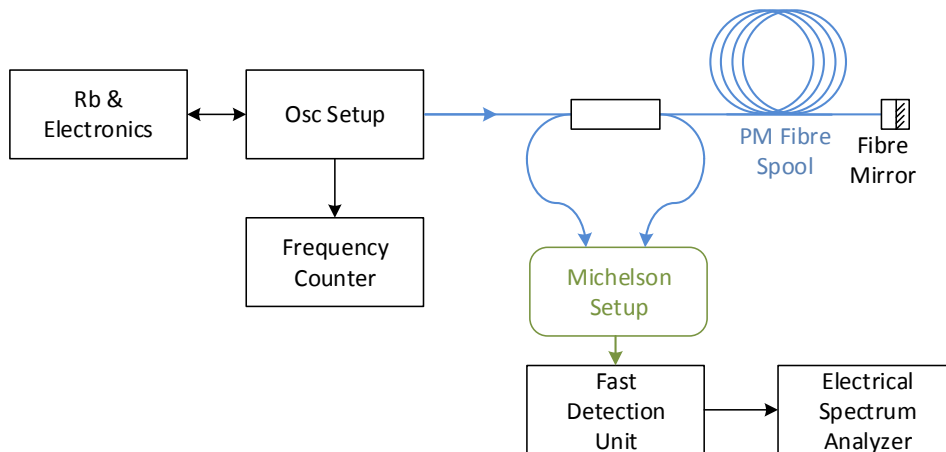 Rb &
Electronics
Osc Setup
Frequency
Counter
PM Fibre
Spool
Fibre
Mirror
Michelson
Setup
Fast
Detection
Unit
Electrical
Spectrum
Analyzer